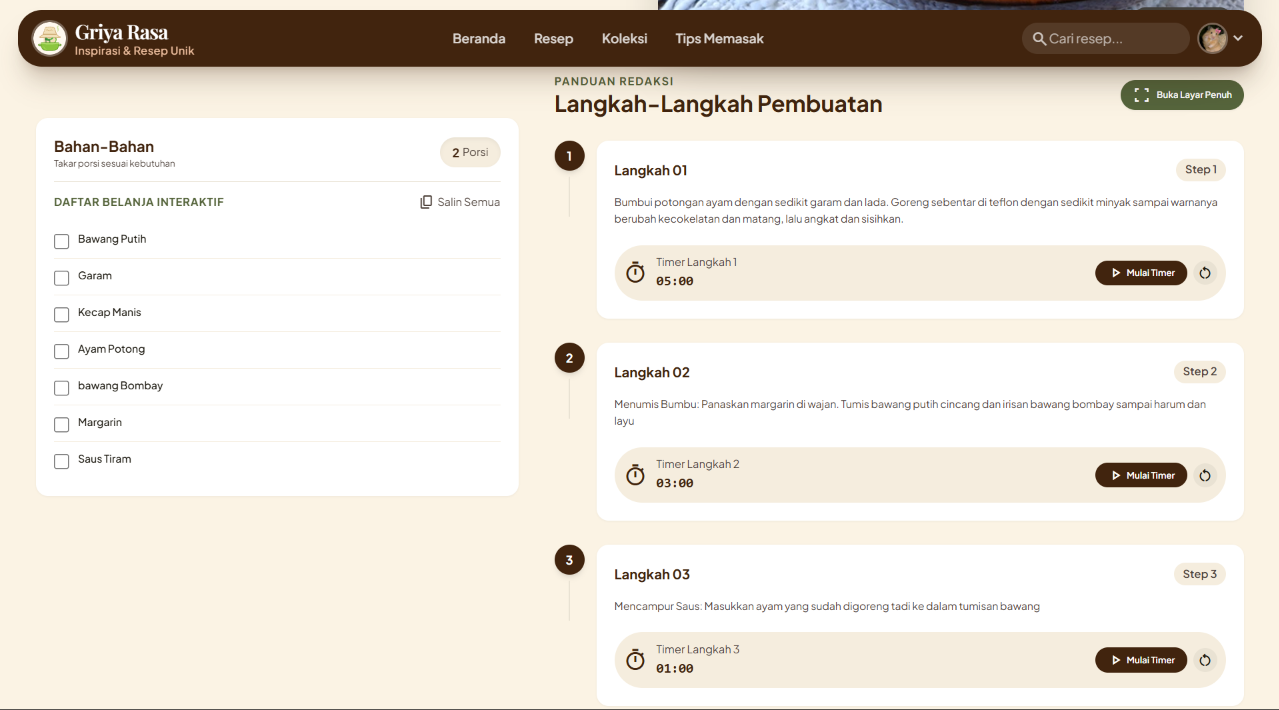 Griya Rasa
Inspirasi & Resep Unik
Beranda
Resep
Koleksi
Tips Memasak
Cari resep...
Bahan-Bahan
Takar porsi sesuai kebutuhan
2 Porsi
DAFTAR BELANJA INTERAKTIF
Salin Semua
Bawang Putih
Garam
Kecap Manis
Ayam Potong
bawang Bombay
Margarin
Saus Tiram
PANDUAN REDAKSI
Langkah-Langkah Pembuatan
Buka Layar Penuh
1
Langkah 01
Step 1
Bumbui potongan ayam dengan sedikit garam dan lada. Goreng sebentar di teflon dengan sedikit minyak sampai warnanya
berubah kecokelatan dan matang, lalu angkat dan sisihkan.
Timer Langkah 1
05:00
Mulai Timer
2
Langkah 02
Step 2
Menumis Bumbu: Panaskan margarin di wajan. Tumis bawang putih cincang dan irisan bawang bombay sampai harum dan
layu
Timer Langkah 2
03:00
Mulai Timer
3
Langkah 03
Step 3
Mencampur Saus: Masukkan ayam yang sudah digoreng tadi ke dalam tumisan bawang
Timer Langkah 3
01:00
Mulai Timer